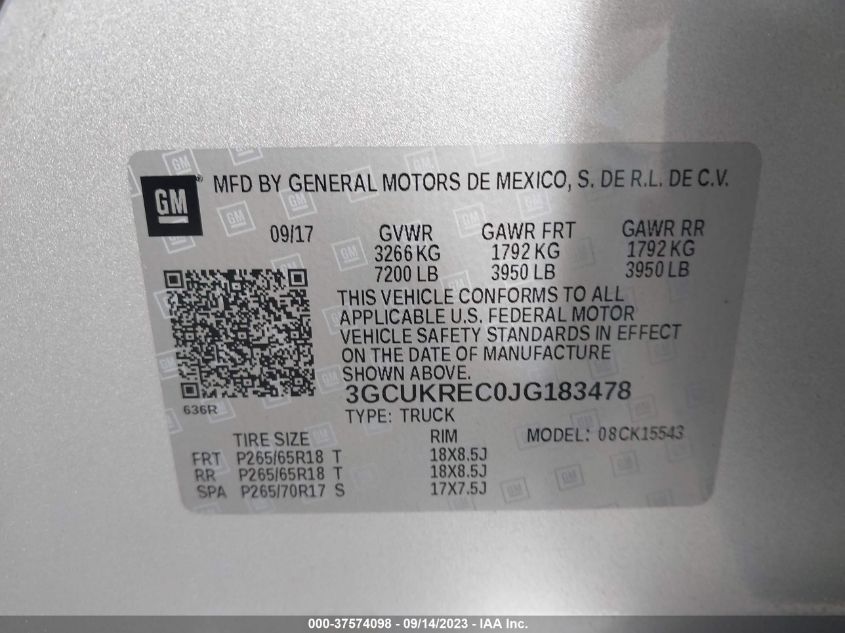 GM ® MFD BY GENERAL MOTORS DE MEXICO, S. DE R.L. DE C.V.
09/17 GVWR GAWR FRT GAWR RR
3266 KG 1792 KG 1792 KG
7200 LB 3950 LB 3950 LB
THIS VEHICLE CONFORMS TO ALL
APPLICABLE U.S. FEDERAL MOTOR
VEHICLE SAFETY STANDARDS IN EFFECT
ON THE DATE OF MANUFACTURE
SHOWN ABOVE.
3GCUKREC0JG183478
636R
TYPE: TRUCK
TIRE SIZE RIM MODEL: 08CK15543
FRT P265/65R18 T 18X8.5J
RR P265/65R18 T 18X8.5J
SPA P265/70R17 S 17X7.5J
000-37574098 - 09/14/2023 - IAA Inc.